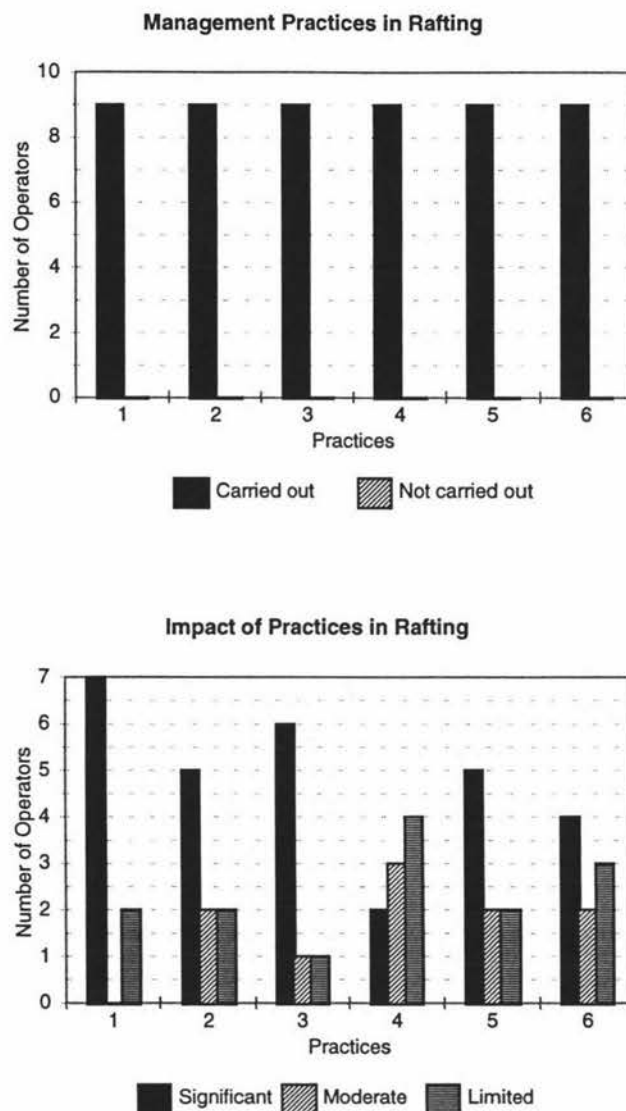 Management Practices in Rafting
10
8
6
4
2
0
Number of Operators
1 2 3 4 5 6
Practices
Carried out Not carried out
Impact of Practices in Rafting
7
6
5
4
3
2
1
0
Number of Operators
1 2 3 4 5 6
Practices
Significant Moderate Limited